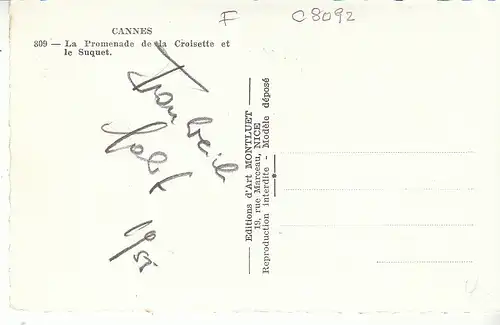 F C8092
CANNES
809 — La Promenade de la Croisette et
le Suquet.
Editions d'Art MONTLUET
19, rue Marceau, NICE
Reproduction interdite - Modèle déposé